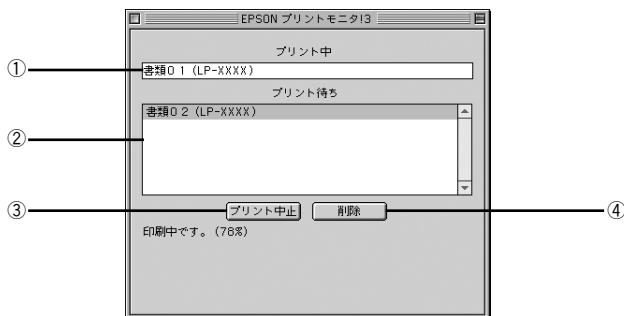 EPSON プリントモニタ!3
プリント中
① 書類０１(LP-XXXX)
プリント待ち
書類０２(LP-XXXX)
②
③ プリント中止 削除 ④
印刷中です。(78%)